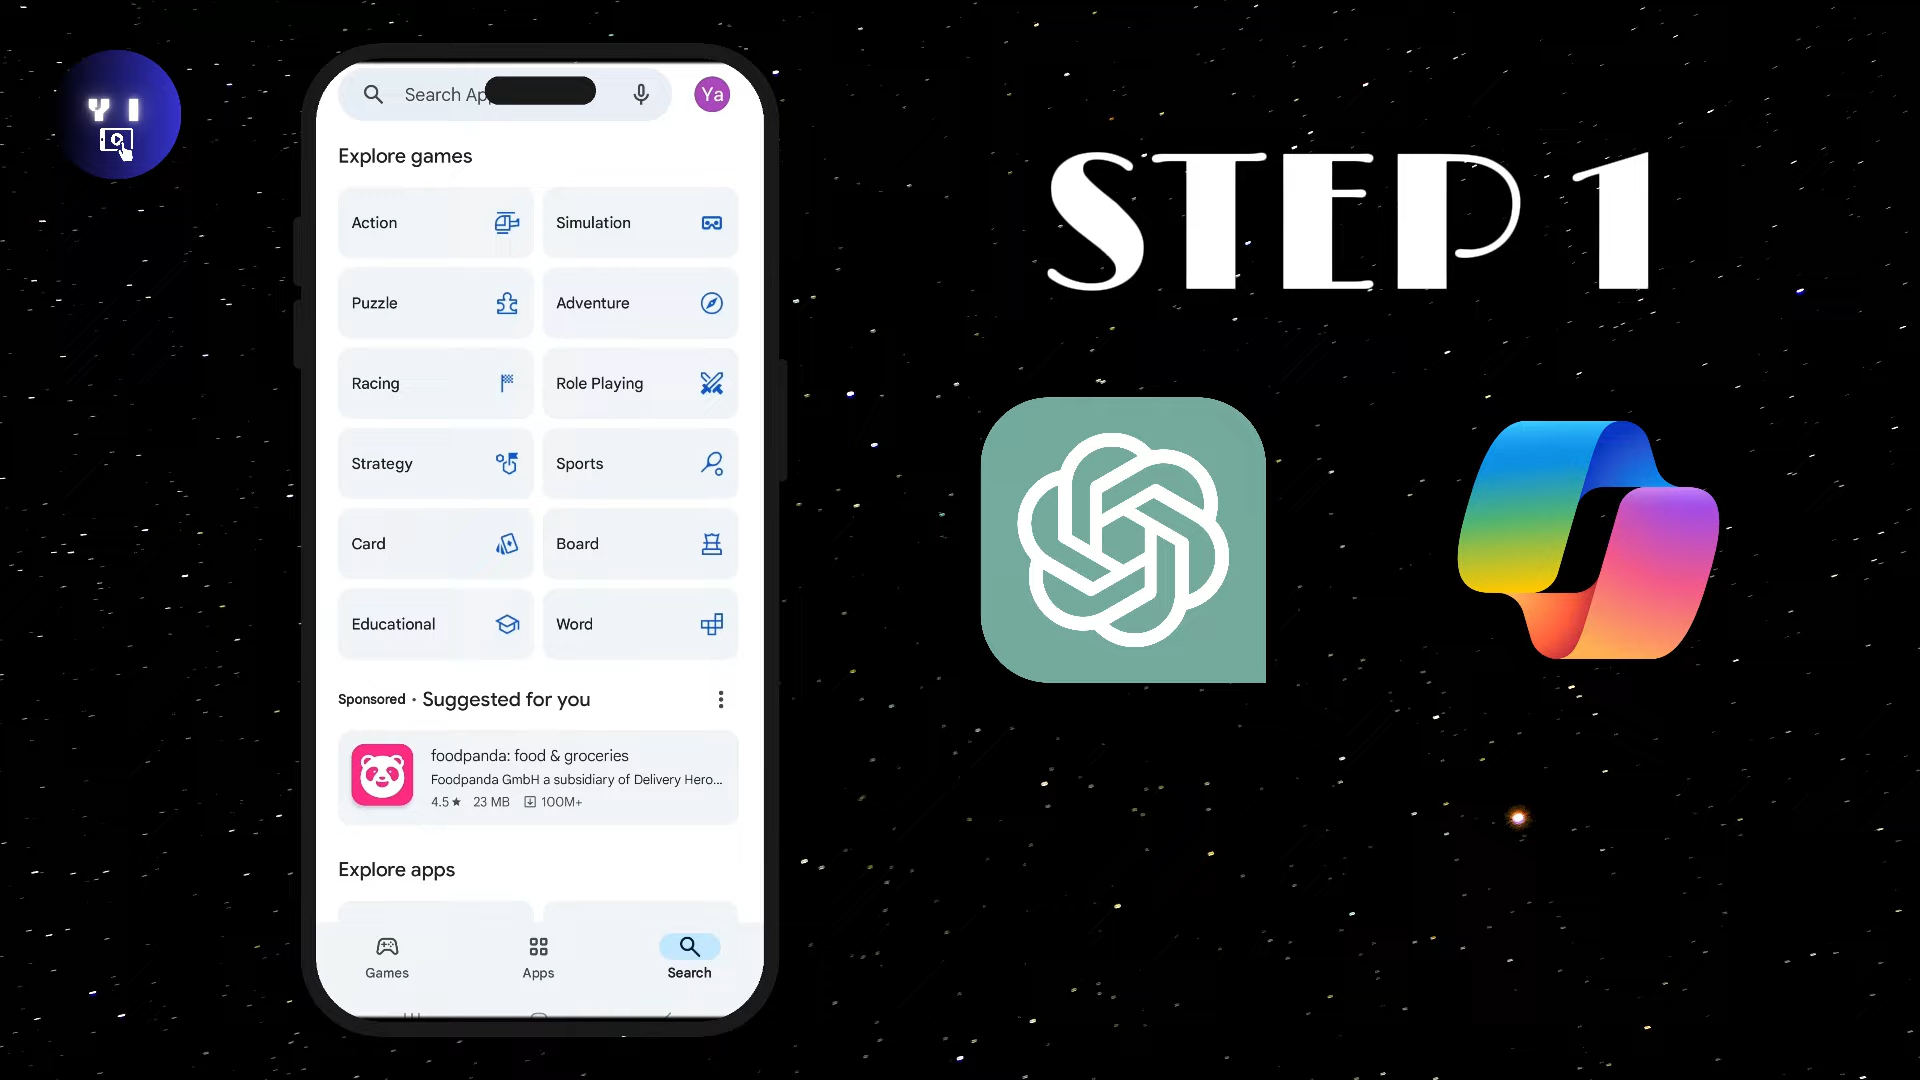 Y I
Search Ap
Ya
STEP 1
Explore games
Action
Simulation
Puzzle
Adventure
Racing
Role Playing
Strategy
Sports
Card
Board
Educational
Word
Sponsored • Suggested for you
foodpanda: food & groceries
Foodpanda GmbH a subsidiary of Delivery Hero...
4.5★ 23 MB 100M+
Explore apps
Games
Apps
Search